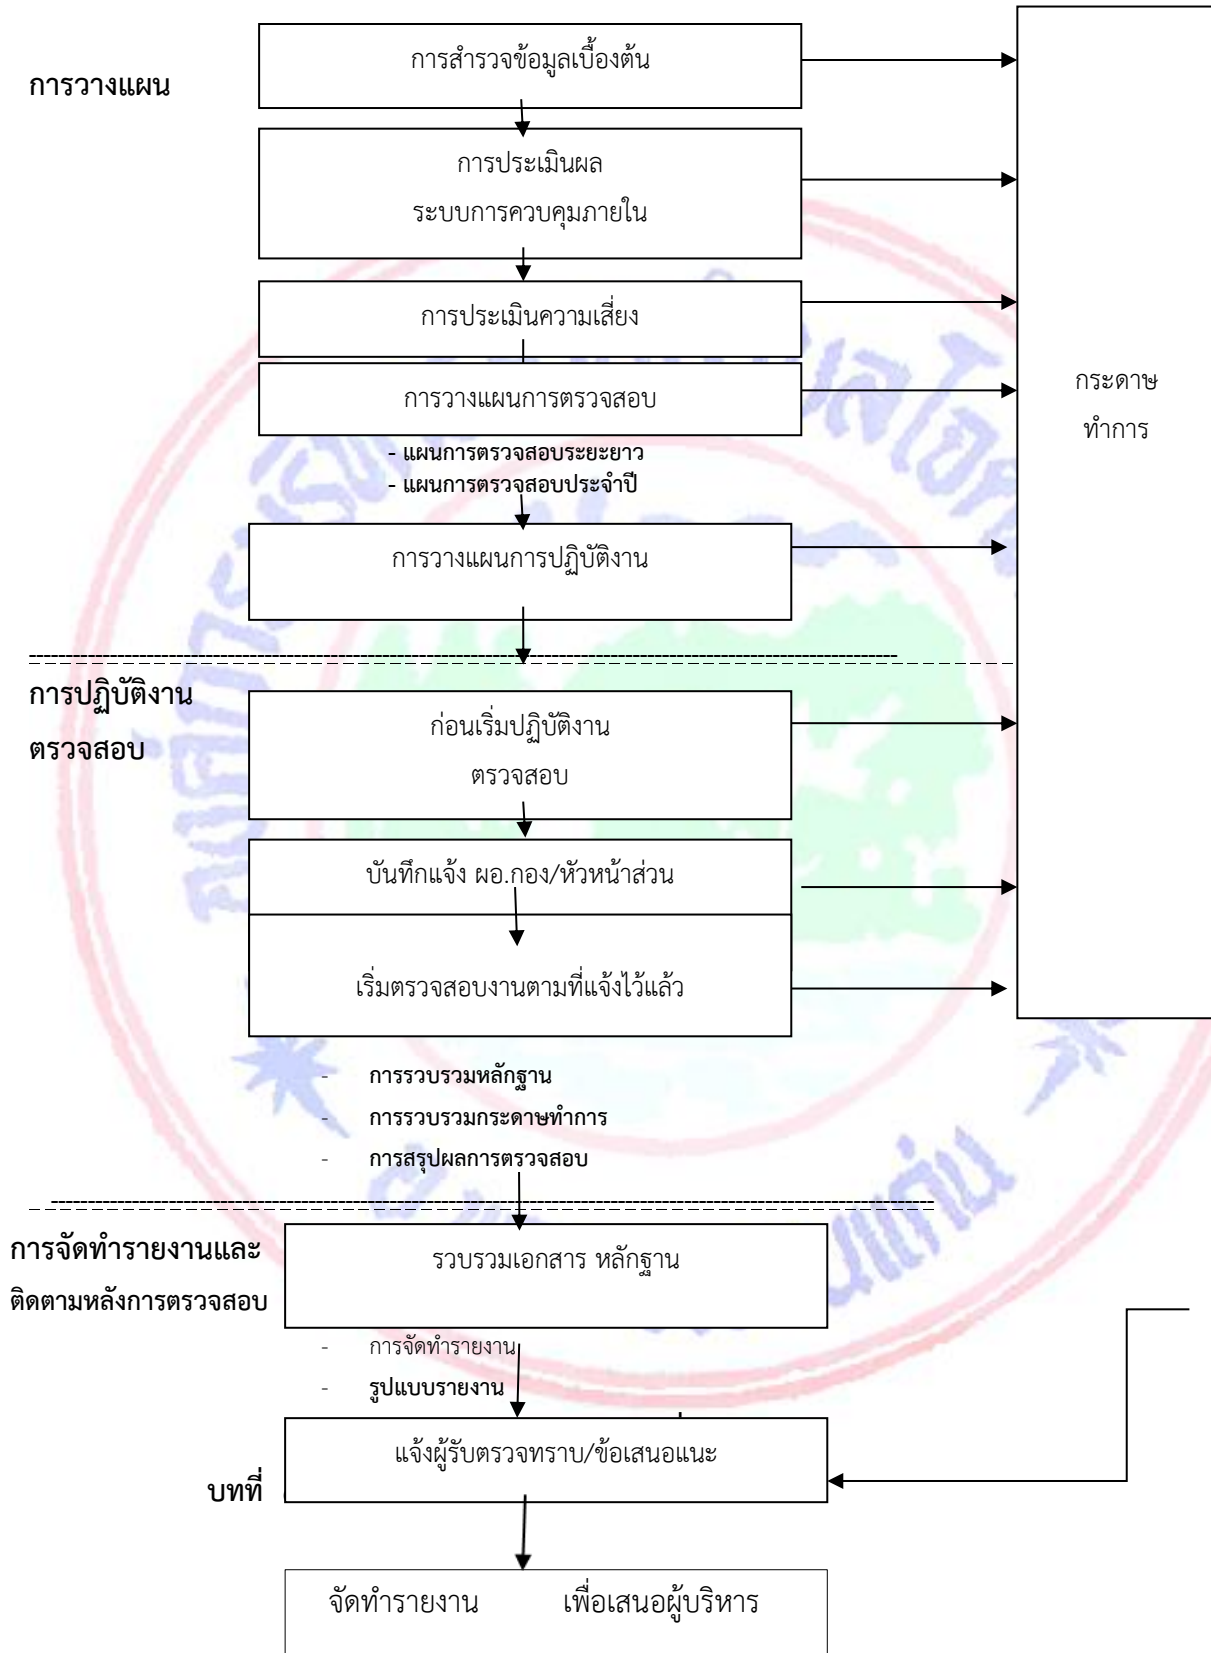 การวางแผน
การสำรวจข้อมูลเบื้องต้น
การประเมินผล
ระบบการควบคุมภายใน
การประเมินความเสี่ยง
การวางแผนการตรวจสอบ
- แผนการตรวจสอบระยะยาว
- แผนการตรวจสอบประจำปี
การวางแผนการปฏิบัติงาน
กระดาษ
ทำการ
การปฏิบัติงาน
ตรวจสอบ
ก่อนเริ่มปฏิบัติงาน
ตรวจสอบ
บันทึกแจ้ง ผอ.กอง/หัวหน้าส่วน
เริ่มตรวจสอบงานตามที่แจ้งไว้แล้ว
- การรวบรวมหลักฐาน
- การรวบรวมกระดาษทำการ
- การสรุปผลการตรวจสอบ
การจัดทำรายงานและ
ติดตามหลังการตรวจสอบ
รวบรวมเอกสาร หลักฐาน
- การจัดทำรายงาน
- รูปแบบรายงาน
แจ้งผู้รับตรวจทราบ/ข้อเสนอแนะ
บทที่
จัดทำรายงาน เพื่อเสนอผู้บริหาร